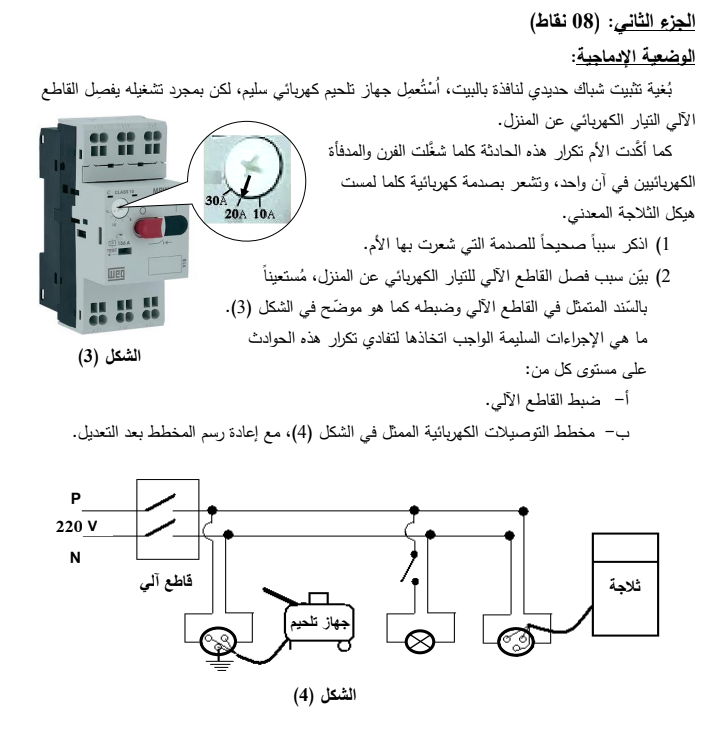 الجزء الثاني: (08 نقاط)
الوضعية الإدماجية:
بُغية تثبيت شباك حديدي لنافذة بالبيت، اُسْتُعمِل جهاز تلحيم كهربائي سليم، لكن بمجرد تشغيله يفصِل القاطع
الآلي التيار الكهربائي عن المنزل.
كما أكَّدت الأم تكرار هذه الحادثة كلما شغَّلت الفرن والمدفأة
الكهربائيين في آن واحد، وتشعر بصدمة كهربائية كلما لمست
هيكل الثلاجة المعدني.
1) اذكر سبباً صحيحاً للصدمة التي شعرت بها الأم.
2) بيّن سبب فصل القاطع الآلي للتيار الكهربائي عن المنزل، مُستعيناً
بالسّند المتمثل في القاطع الآلي وضبطه كما هو موضّح في الشكل (3).
ما هي الإجراءات السليمة الواجب اتخاذها لتفادي تكرار هذه الحوادث
على مستوى كل من:
أ- ضبط القاطع الآلي.
ب- مخطط التوصيلات الكهربائية الممثل في الشكل (4)، مع إعادة رسم المخطط بعد التعديل.
30A
20A 10A
CLASS 10
TEST
WEG
الشكل (3)
P
220 V
N
قاطع آلي
جهاز تلحيم
ثلاجة
الشكل (4)